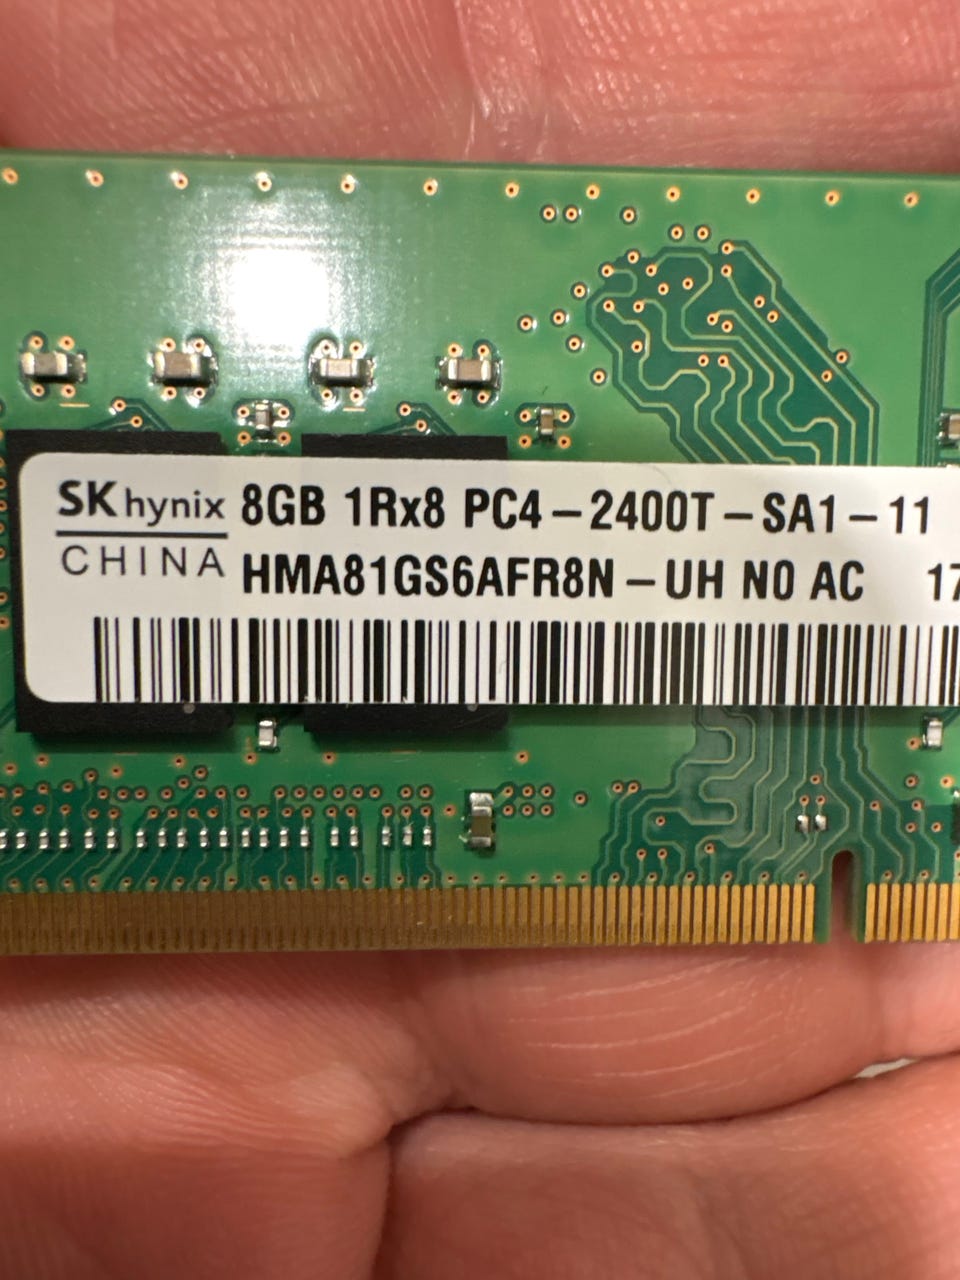 SK hynix 8GB 1Rx8 PC4-2400T-SA1-11
CHINA HMA81GS6AFR8N-UH N0 AC 17